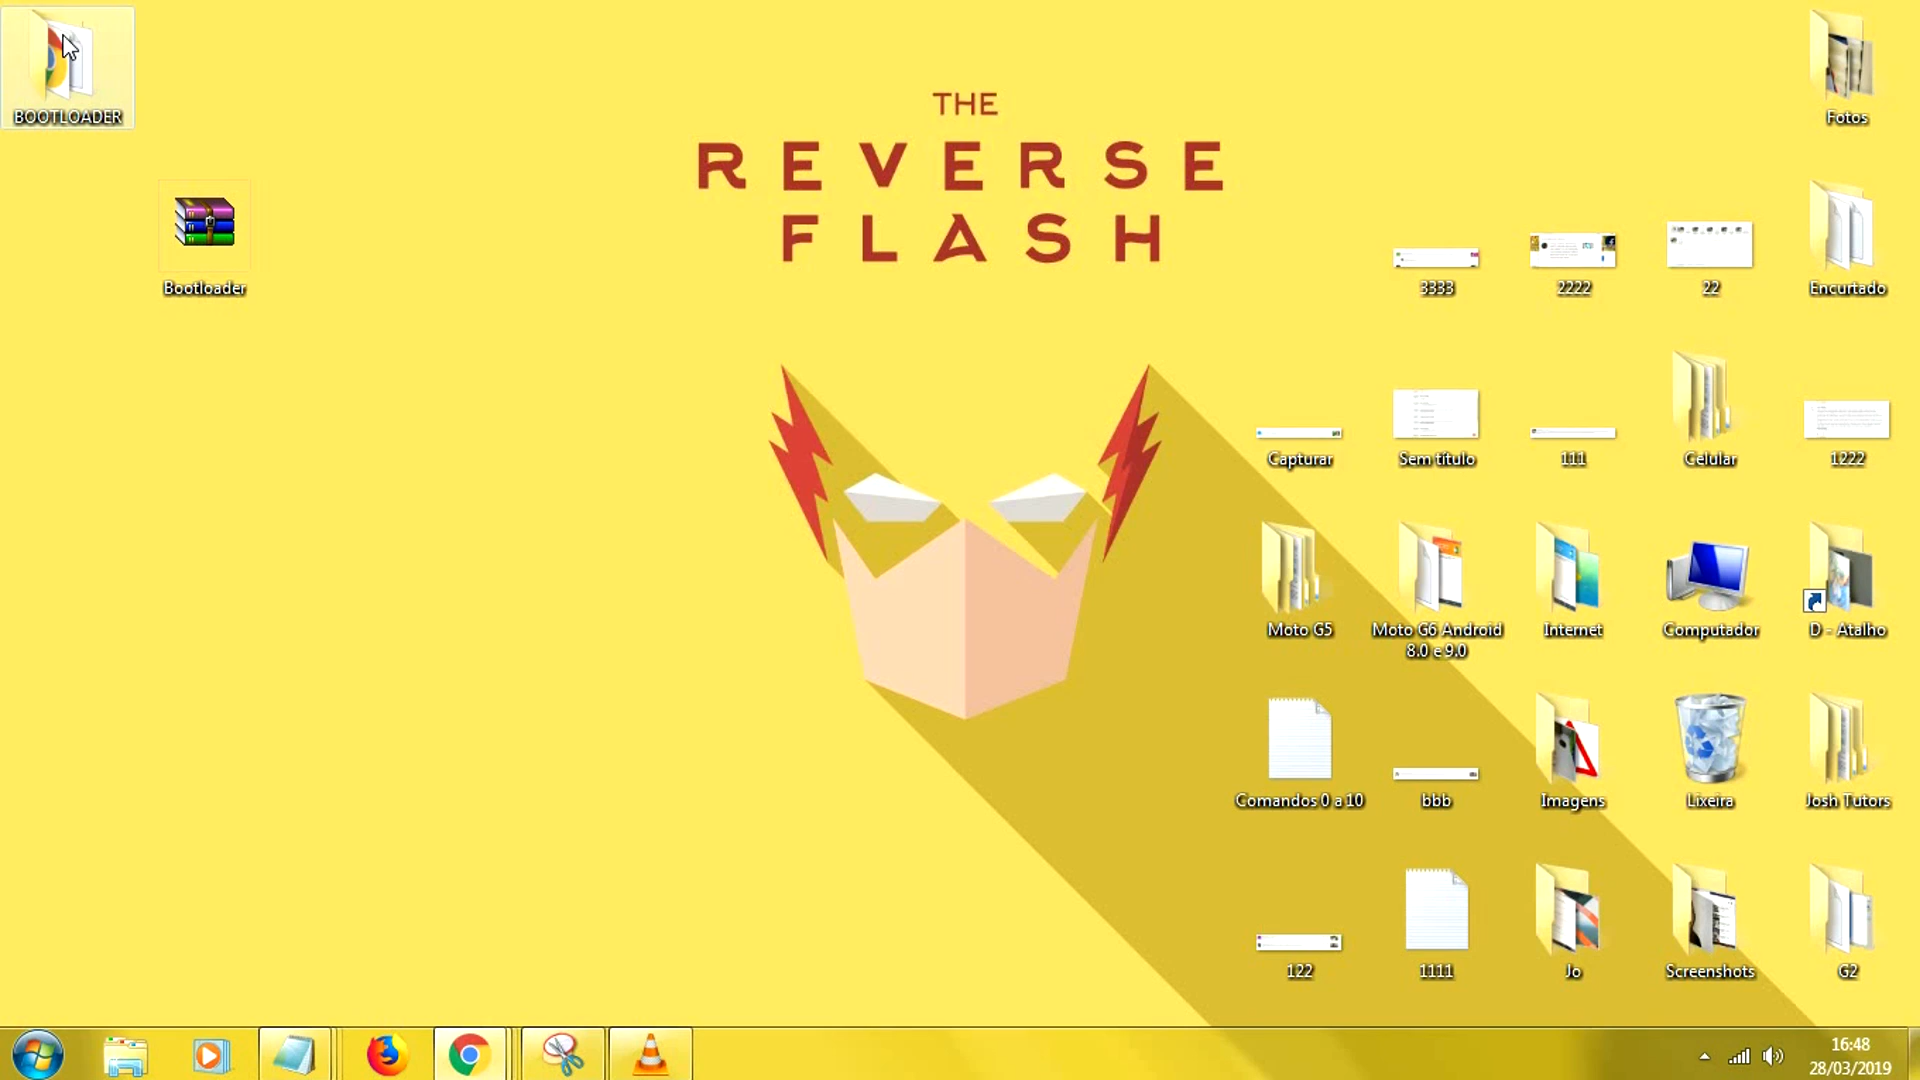 BOOTLOADER
Bootloader
THE
REVERSE
FLASH
Fotos
3333
2222
22
Encurtado
Capturar
Sem título
111
Celular
1222
Moto G5
Moto G6 Android
8.0 e 9.0
Internet
Computador
D - Atalho
Comandos 0 a 10
bbb
Imagens
Lixeira
Josh Tutors
122
1111
Jo
Screenshots
G2
16:48
28/03/2019